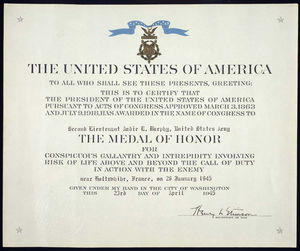 THE UNITED STATES OF AMERICA
TO ALL WHO SHALL SEE THESE PRESENTS, GREETING:
THIS IS TO CERTIFY THAT
THE PRESIDENT OF THE UNITED STATES OF AMERICA
PURSUANT TO ACTS OF CONGRESS APPROVED MARCH 3, 1863
AND JULY 9, 1918, HAS AWARDED IN THE NAME OF CONGRESS TO
Second Lieutenant Audie L. Murphy, United States Army
THE MEDAL OF HONOR
FOR
CONSPICUOUS GALLANTRY AND INTREPIDITY INVOLVING
RISK OF LIFE ABOVE AND BEYOND THE CALL OF DUTY
IN ACTION WITH THE ENEMY
near Holtzwihr, France, on 26 January 1945
GIVEN UNDER MY HAND IN THE CITY OF WASHINGTON
THIS 23rd DAY OF April 1945
Henry L. Stimson